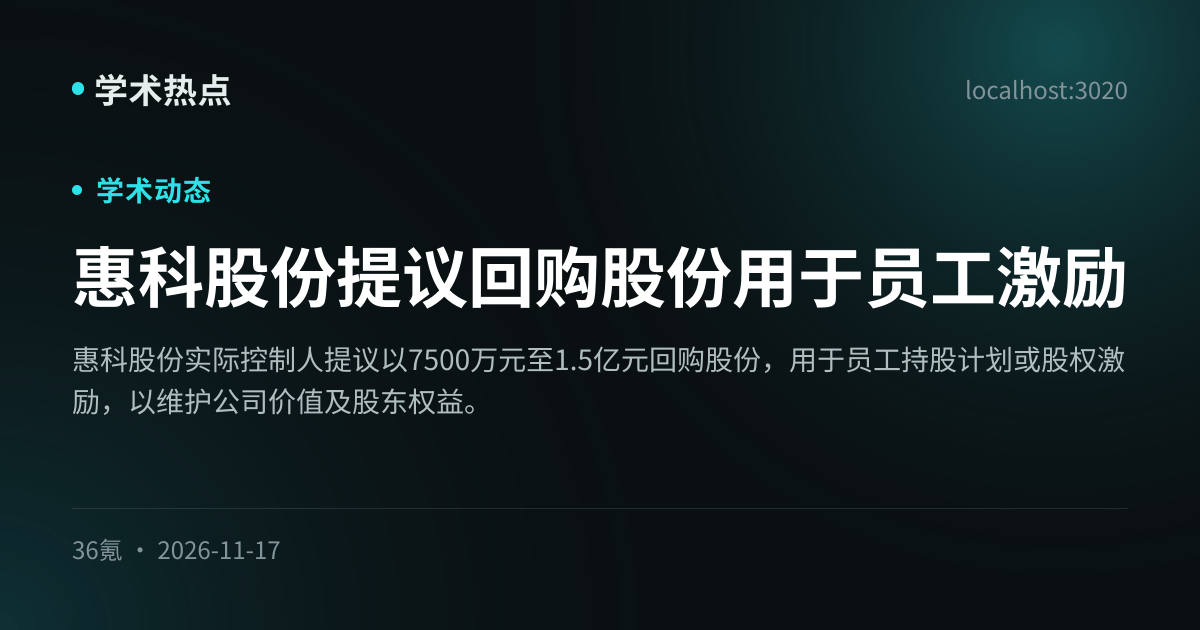 学术热点
localhost:3020
学术动态
惠科股份提议回购股份用于员工激励
惠科股份实际控制人提议以7500万元至1.5亿元回购股份，用于员工持股计划或股权激
励，以维护公司价值及股东权益。
36氪 · 2026-11-17